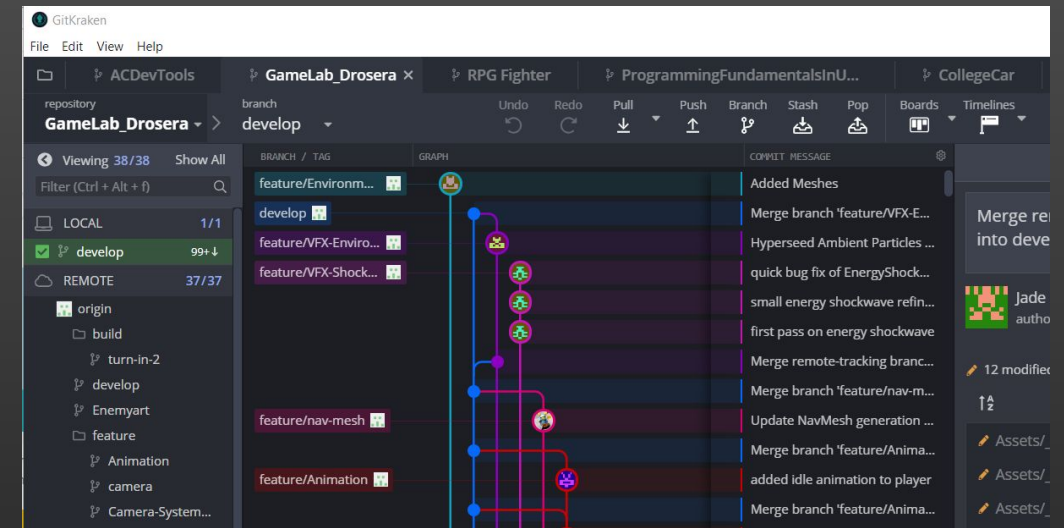 GitKraken
File Edit View Help
ACDevTools GameLab_Drosera × RPG Fighter ProgrammingFundamentalsInU... CollegeCar
repository branch Undo Redo Pull Push Branch Stash Pop Boards Timelines
GameLab_Drosera develop
Viewing 38/38 Show All BRANCH / TAG GRAPH COMMIT MESSAGE
Filter (Ctrl + Alt + f) feature/Environm... Added Meshes
LOCAL 1/1 develop Merge branch 'feature/VFX-E...
Merge re
into deve
develop 99+↓ feature/VFX-Enviro... Hyperseed Ambient Particles ...
REMOTE 37/37 feature/VFX-Shock... quick bug fix of EnergyShock...
origin small energy shockwave refin... Jade
autho
build first pass on energy shockwave
turn-in-2 Merge remote-tracking branc... 12 modified
develop Merge branch 'feature/nav-m...
Enemyart feature/nav-mesh Update NavMesh generation ...
feature Merge branch 'feature/Anima... Assets/_
Animation
camera feature/Animation added idle animation to player Assets/_
Camera-System... Merge branch 'feature/Anima... Assets/_